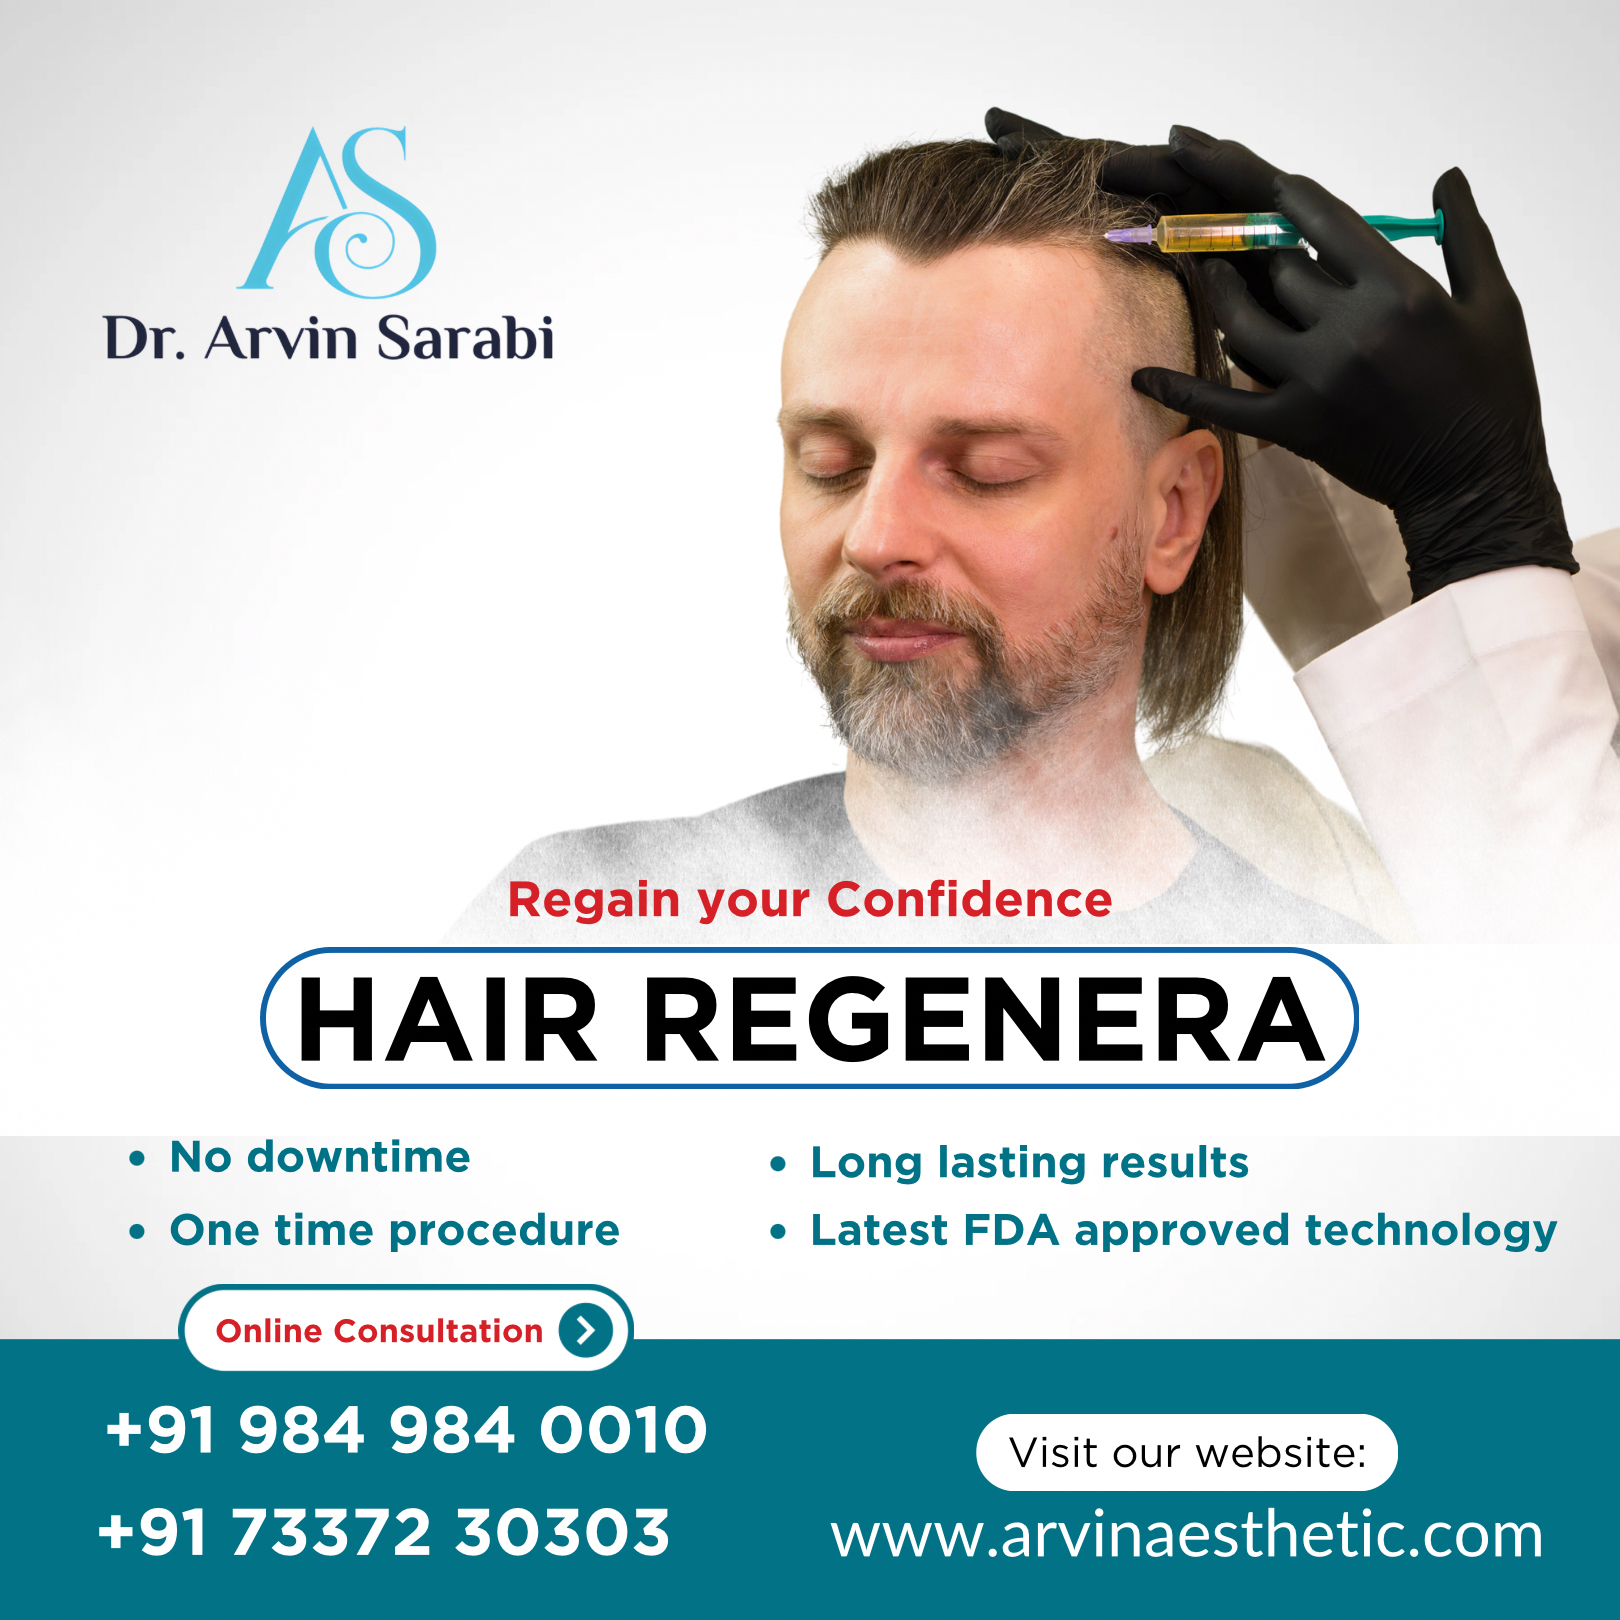 AS
Dr. Arvin Sarabi
Regain your Confidence
HAIR REGENERA
• No downtime
• One time procedure
• Long lasting results
• Latest FDA approved technology
Online Consultation
+91 984 984 0010
+91 73372 30303
Visit our website:
www.arvinaesthetic.com